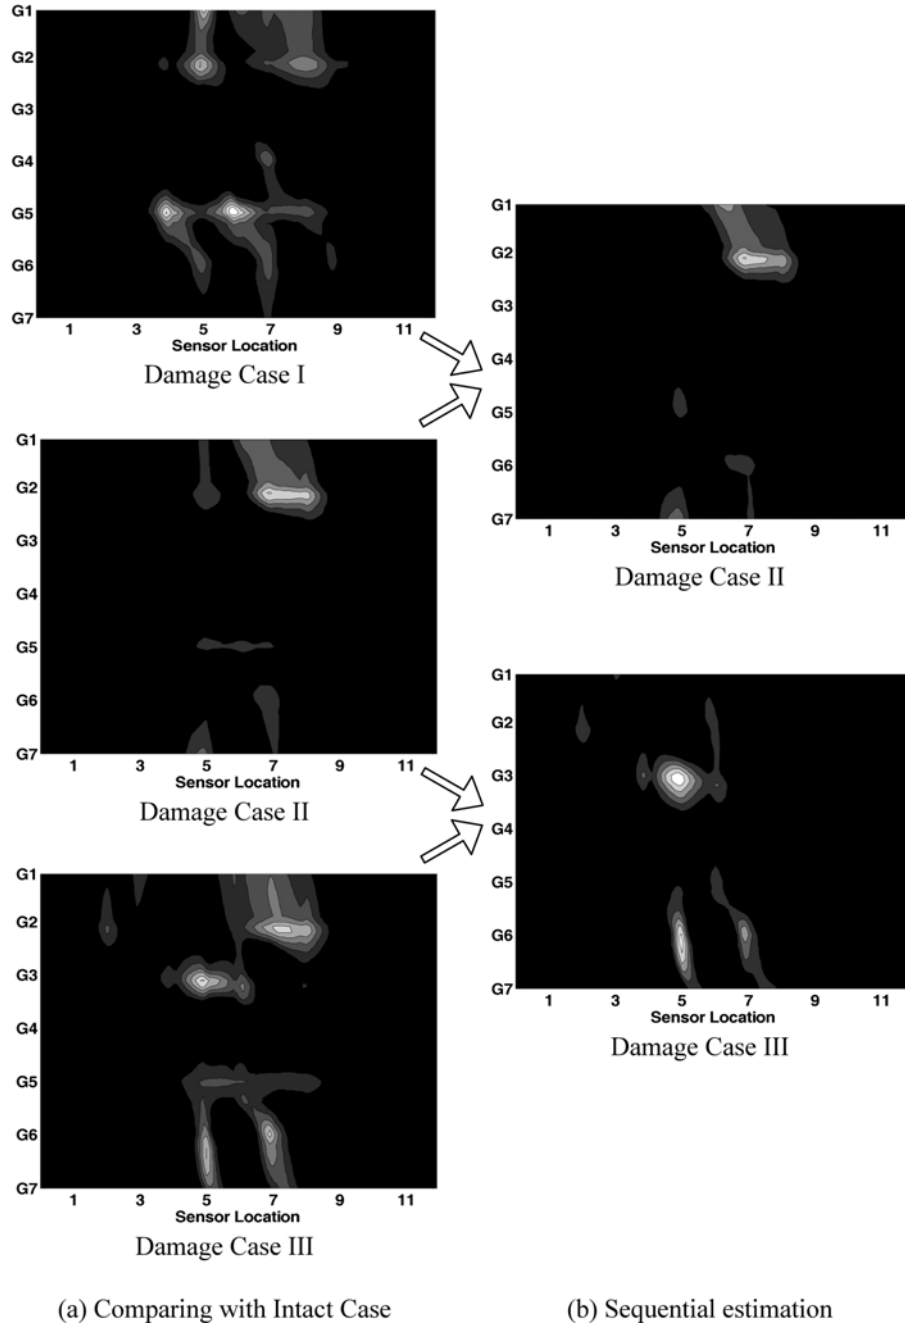 G1
G2
G3
G4
G5
G6
G7
1 3 5 7 9 11
Sensor Location
Damage Case I
G1
G2
G3
G4
G5
G6
G7
1 3 5 7 9 11
Sensor Location
Damage Case II
G1
G2
G3
G4
G5
G6
G7
1 3 5 7 9 11
Sensor Location
Damage Case III
(a) Comparing with Intact Case
G1
G2
G3
G4
G5
G6
G7
1 3 5 7 9 11
Sensor Location
Damage Case II
G1
G2
G3
G4
G5
G6
G7
1 3 5 7 9 11
Sensor Location
Damage Case III
(b) Sequential estimation